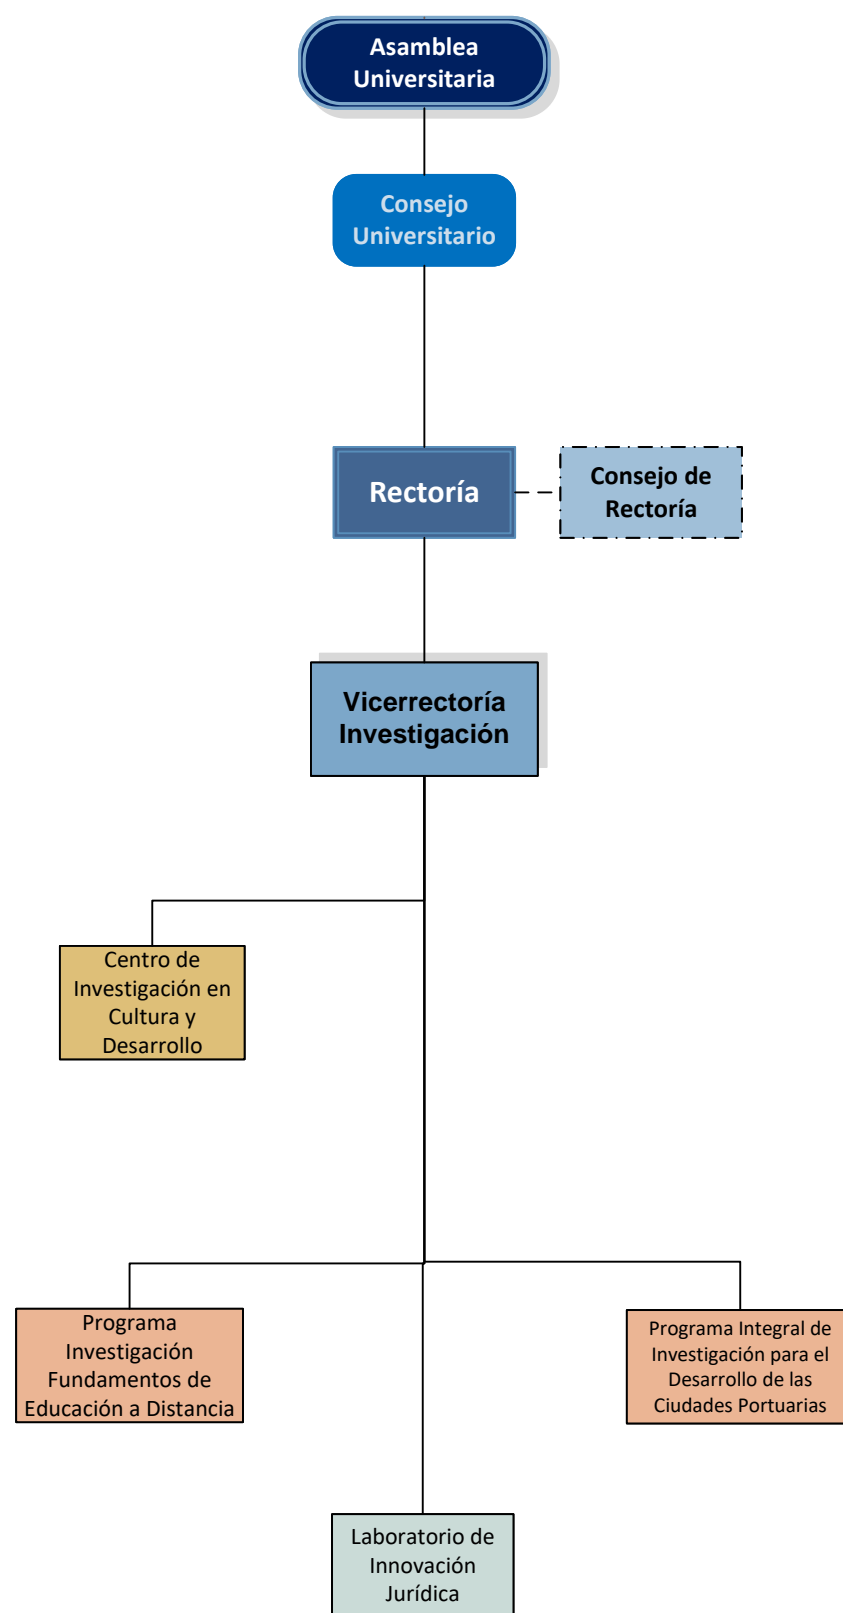 Asamblea
Universitaria
Consejo
Universitario
Rectoría
Consejo de
Rectoría
Vicerrectoría
Investigación
Centro de
Investigación en
Cultura y
Desarrollo
Programa
Investigación
Fundamentos de
Educación a Distancia
Programa Integral de
Investigación para el
Desarrollo de las
Ciudades Portuarias
Laboratorio de
Innovación
Jurídica